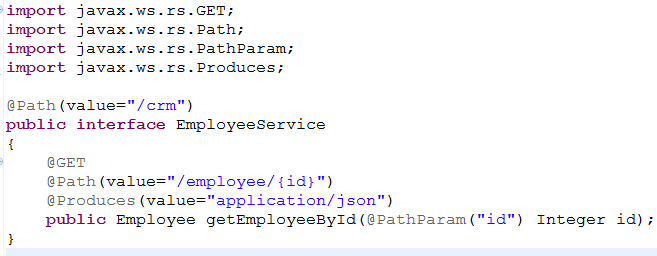 import javax.ws.rs.GET;
import javax.ws.rs.Path;
import javax.ws.rs.PathParam;
import javax.ws.rs.Produces;

@Path(value="/crm")
public interface EmployeeService
{
    @GET
    @Path(value="/employee/{id}")
    @Produces(value="application/json")
    public Employee getEmployeeById(@PathParam("id") Integer id);
}